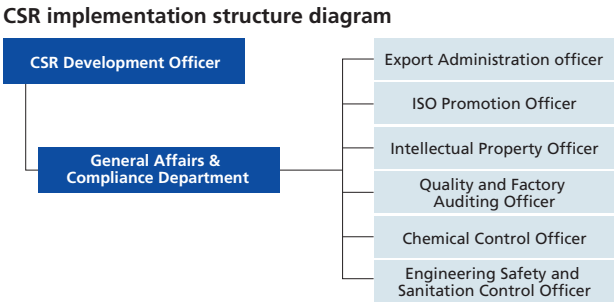 CSR implementation structure diagram
CSR Development Officer
General Affairs &
Compliance Department
Export Administration officer
ISO Promotion Officer
Intellectual Property Officer
Quality and Factory
Auditing Officer
Chemical Control Officer
Engineering Safety and
Sanitation Control Officer